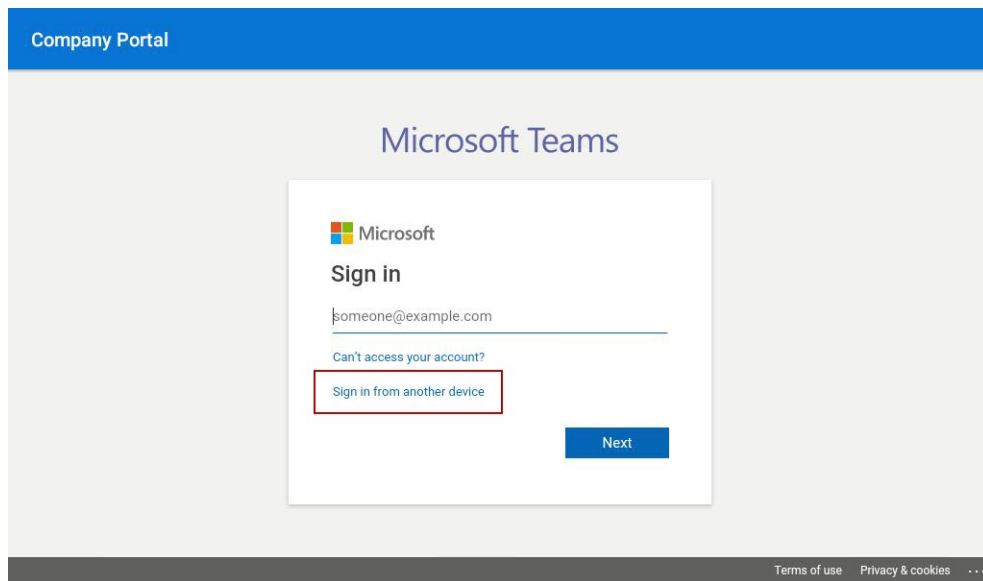 Company Portal
Microsoft Teams
Microsoft
Sign in
someone@example.com
Can't access your account?
Sign in from another device
Next
Terms of use Privacy & cookies ...